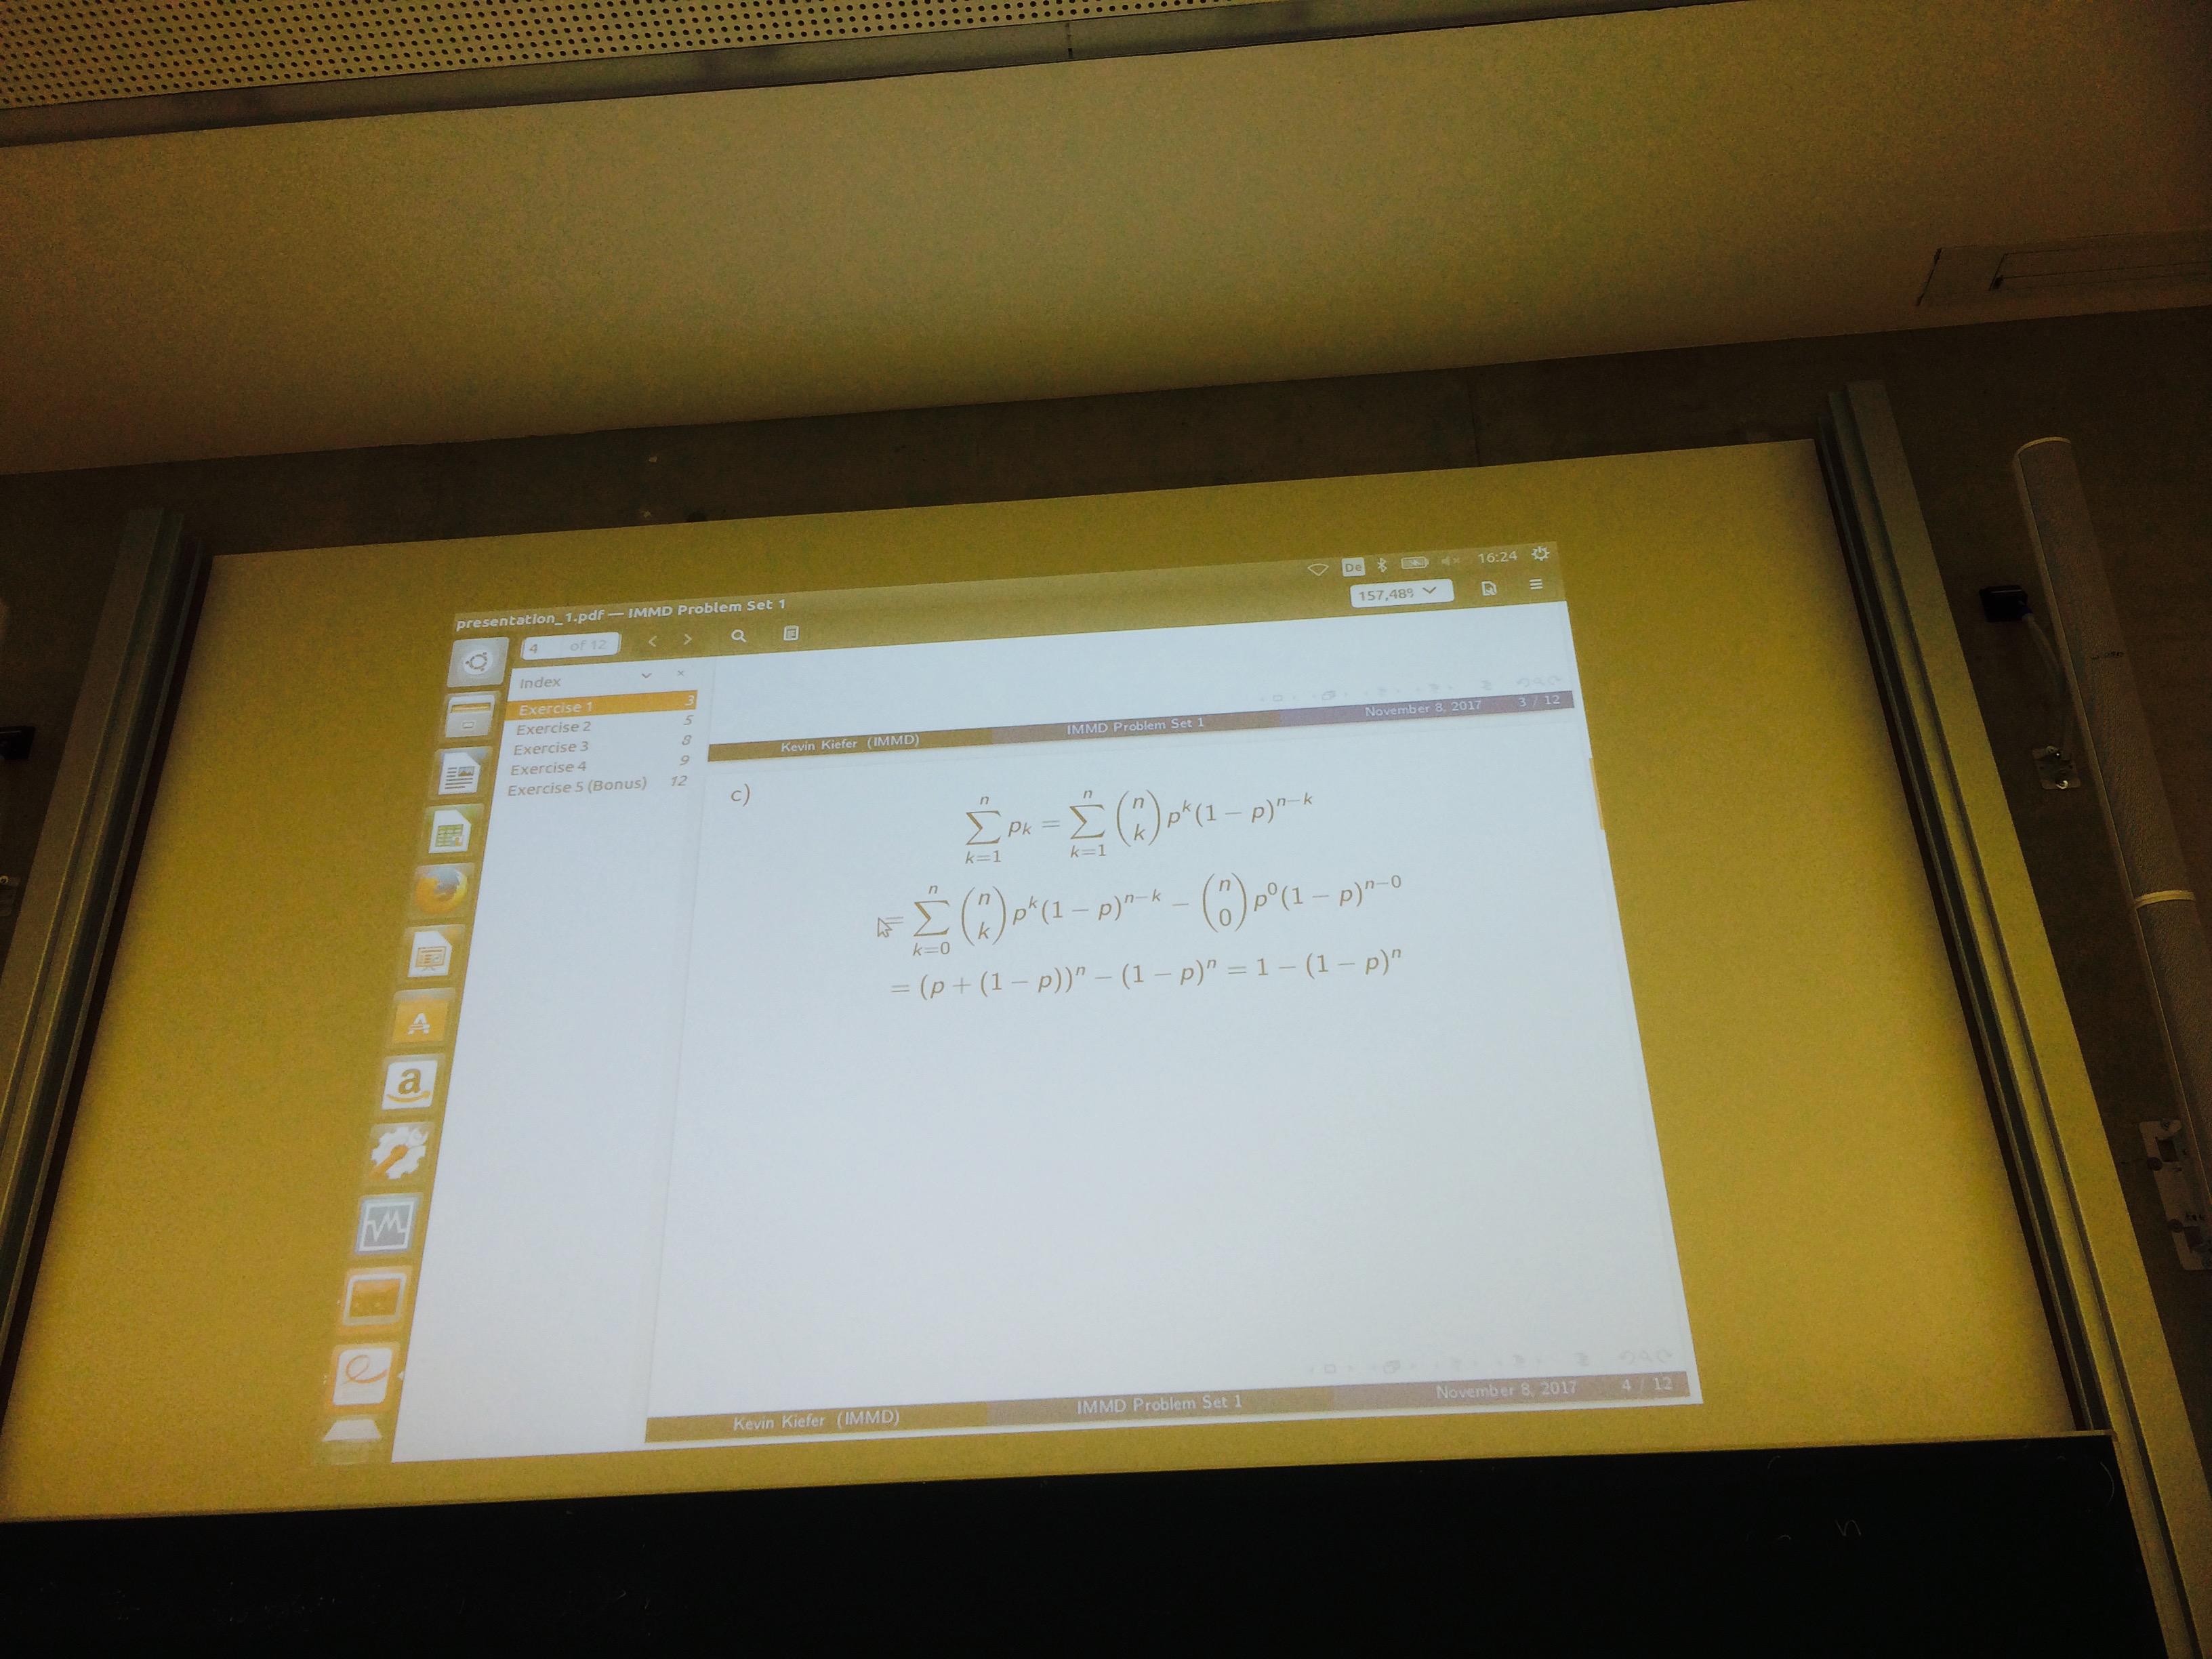 16:24
De
presentation_1.pdf — IMMD Problem Set 1
157,48%
4 of 12
Index
Exercise 1 3
Exercise 2 5
Exercise 3 8
Exercise 4 9
Exercise 5 (Bonus) 12
Kevin Kiefer (IMMD) IMMD Problem Set 1 November 8, 2017 3 / 12
c)
∑_{k=1}^{n} p_k = ∑_{k=1}^{n} \binom{n}{k} p^k (1 − p)^{n−k}
= ∑_{k=0}^{n} \binom{n}{k} p^k (1 − p)^{n−k} − \binom{n}{0} p^0 (1 − p)^{n−0}
= (p + (1 − p))^n − (1 − p)^n = 1 − (1 − p)^n
a
Kevin Kiefer (IMMD) IMMD Problem Set 1 November 8, 2017 4 / 12
n